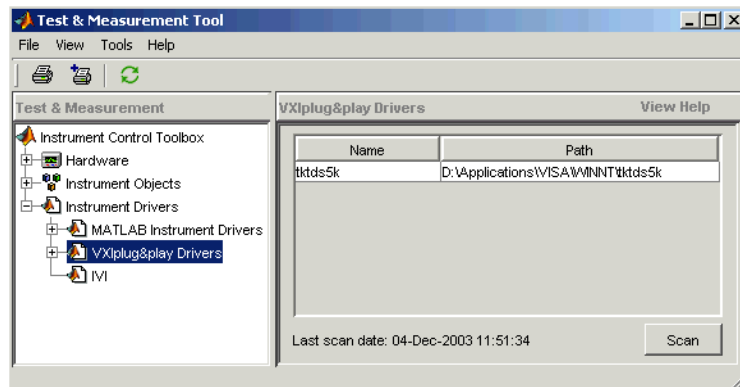 Test & Measurement Tool
File View Tools Help
Test & Measurement
Instrument Control Toolbox
Hardware
Instrument Objects
Instrument Drivers
MATLAB Instrument Drivers
VXIplug&play Drivers
IVI
VXIplug&play Drivers View Help
Name Path
tktds5k D:\Applications\VISA\WINNT\tktds5k
Last scan date: 04-Dec-2003 11:51:34 Scan